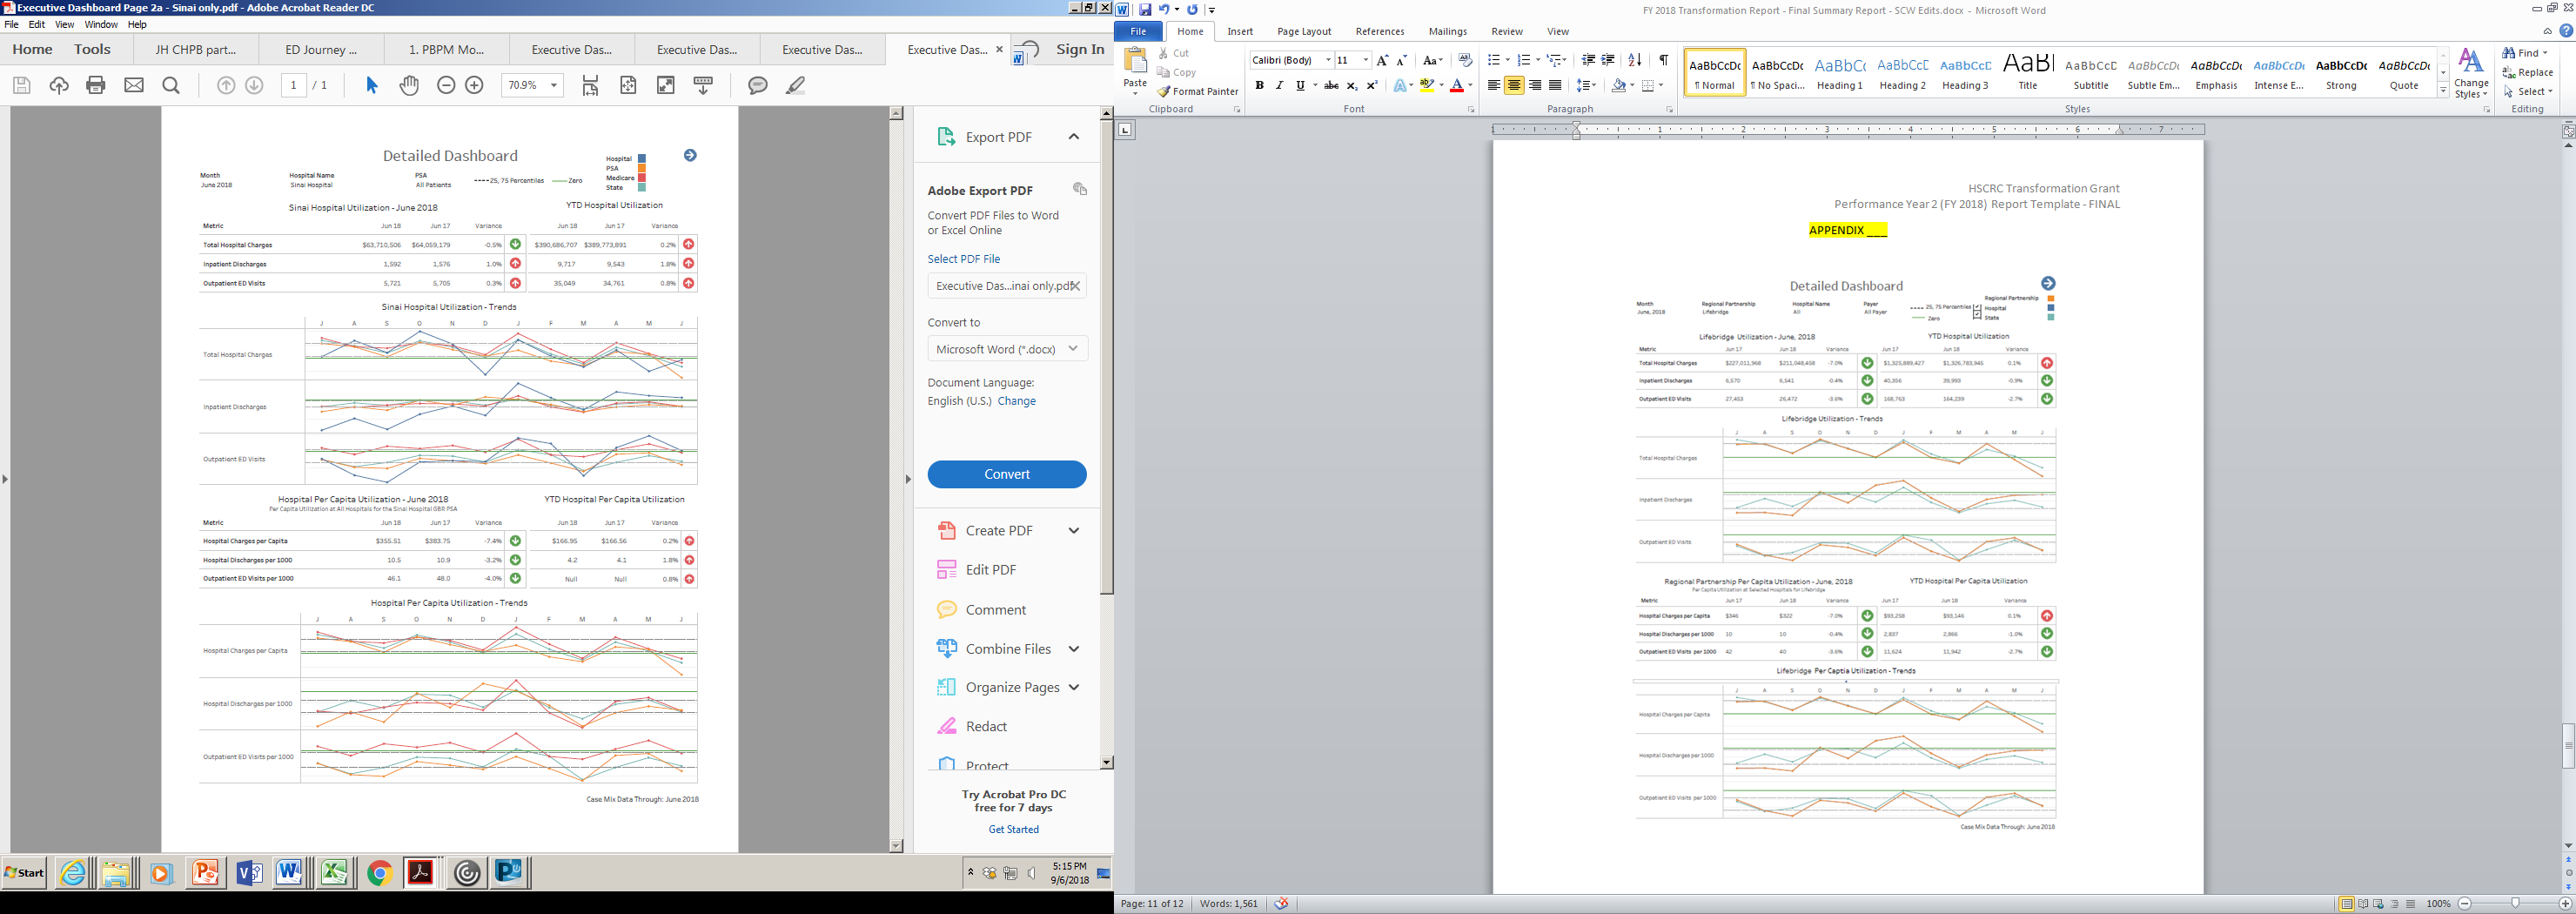 Executive Dashboard Page 2a - Sinai only.pdf - Adobe Acrobat Reader DC
File Edit View Window Help
Home Tools JH CHPB part... ED Journey ... 1. PBPM Mo... Executive Das... Executive Das... Executive Das... Executive Das... Sign In
1 / 1 70.9%
Detailed Dashboard
Month Hospital Name PSA
June 2018 Sinai Hospital All Patients
25, 75 Percentiles Zero
Hospital
PSA
Medicare
State
Sinai Hospital Utilization - June 2018 YTD Hospital Utilization
Metric Jun 18 Jun 17 Variance Jun 18 Jun 17 Variance
Total Hospital Charges $63,710,506 $64,059,179 -0.5% $390,686,707 $389,773,891 0.2%
Inpatient Discharges 1,592 1,576 1.0% 9,717 9,543 1.8%
Outpatient ED Visits 5,721 5,705 0.3% 35,049 34,761 0.8%
Sinai Hospital Utilization - Trends
J A S O N D J F M A M J
Total Hospital Charges
Inpatient Discharges
Outpatient ED Visits
Hospital Per Capita Utilization - June 2018 YTD Hospital Per Capita Utilization
Per Capita Utilization at All Hospitals for the Sinai Hospital GBR PSA
Metric Jun 18 Jun 17 Variance Jun 18 Jun 17 Variance
Hospital Charges per Capita $355.51 $383.75 -7.4% $166.95 $166.56 0.2%
Hospital Discharges per 1000 10.5 10.9 -3.2% 4.2 4.1 1.8%
Outpatient ED Visits per 1000 46.1 48.0 -4.0% Null Null 0.8%
Hospital Per Capita Utilization - Trends
J A S O N D J F M A M J
Hospital Charges per Capita
Hospital Discharges per 1000
Outpatient ED Visits per 1000
Case Mix Data Through: June 2018
Export PDF
Adobe Export PDF
Convert PDF Files to Word
or Excel Online
Select PDF File
Executive Das...inai only.pdf
Convert to
Microsoft Word (*.docx)
Document Language:
English (U.S.) Change
Convert
Create PDF
Edit PDF
Comment
Combine Files
Organize Pages
Redact
Protect
Try Acrobat Pro DC
free for 7 days
Get Started
Start
5:15 PM
9/6/2018
FY 2018 Transformation Report - Final Summary Report - SCW Edits.docx - Microsoft Word
File Home Insert Page Layout References Mailings Review View
Paste Cut
Copy
Format Painter
Calibri (Body) 11
AaBbCcDc AaBbCcDc AaBbCc AaBbCcD AaBbCcD AaB AaBbCcD AaBbCcDc AaBbCcDc AaBbCcDc AaBbCcDc AaBbCcDc
¶ Normal ¶ No Spaci... Heading 1 Heading 2 Heading 3 Title Subtitle Subtle Em... Emphasis Intense E... Strong Quote
Change
Styles
Find
Replace
Select
Clipboard Font Paragraph Styles Editing
1 1 2 3 4 5 6 7
HSCRC Transformation Grant
Performance Year 2 (FY 2018) Report Template - FINAL
APPENDIX ___
Detailed Dashboard
Month Regional Partnership Hospital Name Payer
June, 2018 Lifebridge All All Payer
25, 75 Percentiles
Zero
Regional Partnership
Hospital
State
Lifebridge Utilization - June, 2018 YTD Hospital Utilization
Metric Jun 17 Jun 18 Variance Jun 17 Jun 18 Variance
Total Hospital Charges $227,011,968 $211,048,458 -7.0% $1,325,889,427 $1,326,783,945 0.1%
Inpatient Discharges 6,570 6,541 -0.4% 40,356 39,993 -0.9%
Outpatient ED Visits 27,453 26,472 -3.6% 168,763 164,239 -2.7%
Lifebridge Utilization - Trends
J A S O N D J F M A M J
Total Hospital Charges
Inpatient Discharges
Outpatient ED Visits
Regional Partnership Per Capita Utilization - June, 2018 YTD Hospital Per Capita Utilization
Per Capita Utilization at Selected Hospitals for Lifebridge
Metric Jun 17 Jun 18 Variance Jun 17 Jun 18 Variance
Hospital Charges per Capita $346 $322 -7.0% $93,258 $93,146 0.1%
Hospital Discharges per 1000 10 10 -0.4% 2,837 2,866 -1.0%
Outpatient ED Visits per 1000 42 40 -3.6% 11,624 11,942 -2.7%
Lifebridge Per Captia Utilization - Trends
J A S O N D J F M A M J
Hospital Charges per Capita
Hospital Discharges per 1000
Outpatient ED Visits per 1000
Case Mix Data Through: June 2018
Page: 11 of 12 Words: 1,561 100%